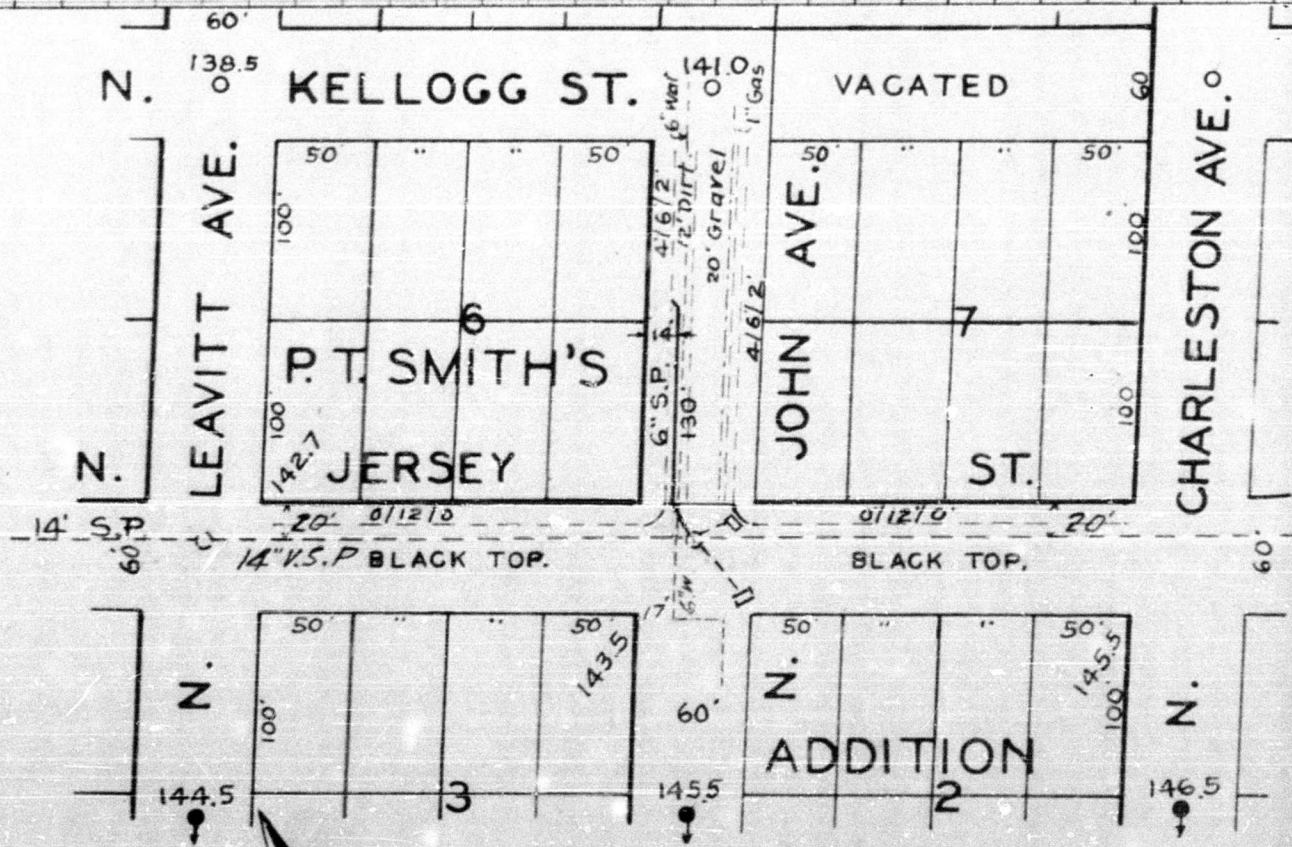 60'
138.5
141.0
N. KELLOGG ST.
VACATED
60
1" Gas
50' " " 50'
50' " " 50'
100'
100
N. LEAVITT AVE.
4'/6/2'
12' Dirt
20' Gravel
4/6/2'
N. JOHN AVE.
N. CHARLESTON AVE.
6
7
P. T. SMITH'S
6" S.P.
130'
100'
100
142.7
N. JERSEY ST.
14' S.P.
20' 0/12/0
0/12/0' 20'
60'
14" V.S.P BLACK TOP.
BLACK TOP.
60'
17'
6" W
50' " " 50'
50' " 50'
143.5
145.5
100'
60'
100
ADDITION
144.5
3
145.5
2
146.5